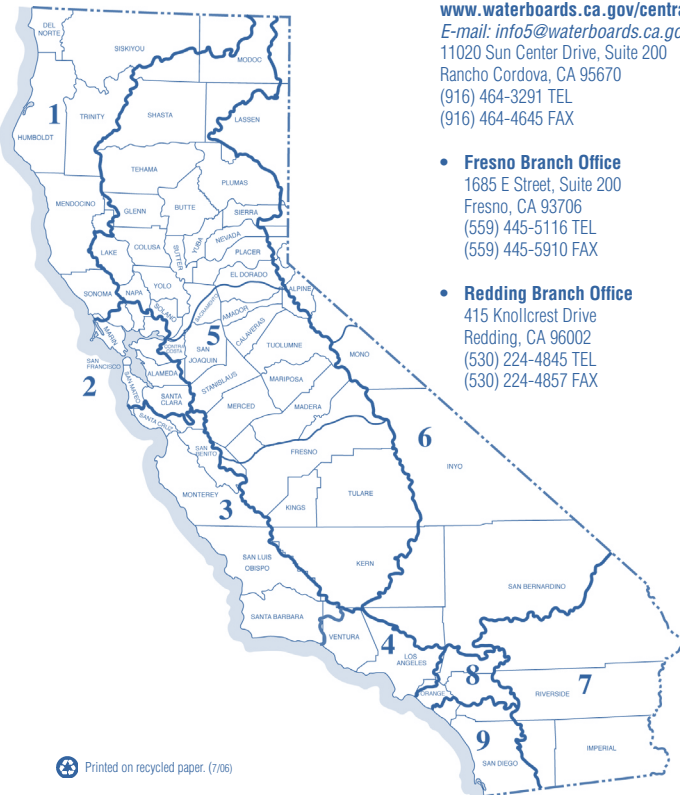 www.waterboards.ca.gov/centra
E-mail: info5@waterboards.ca.go
11020 Sun Center Drive, Suite 200
Rancho Cordova, CA 95670
(916) 464-3291 TEL
(916) 464-4645 FAX
• Fresno Branch Office
1685 E Street, Suite 200
Fresno, CA 93706
(559) 445-5116 TEL
(559) 445-5910 FAX
• Redding Branch Office
415 Knollcrest Drive
Redding, CA 96002
(530) 224-4845 TEL
(530) 224-4857 FAX
DEL
NORTE
SISKIYOU
MODOC
1
HUMBOLDT
TRINITY
SHASTA
LASSEN
TEHAMA
PLUMAS
MENDOCINO
GLENN
BUTTE
SIERRA
LAKE
COLUSA
SUTTER
YUBA
NEVADA
PLACER
EL DORADO
SONOMA
NAPA
YOLO
SOLANO
SACRAMENTO
AMADOR
ALPINE
5
MARIN
CONTRA
COSTA
SAN
JOAQUIN
CALAVERAS
TUOLUMNE
MONO
SAN
FRANCISCO
2
ALAMEDA
SAN MATEO
SANTA
CLARA
STANISLAUS
MARIPOSA
MERCED
MADERA
SANTA CRUZ
SAN
BENITO
FRESNO
6
INYO
MONTEREY
3
KINGS
TULARE
SAN LUIS
OBISPO
KERN
SAN BERNARDINO
SANTA BARBARA
VENTURA
4
LOS
ANGELES
8
ORANGE
RIVERSIDE
7
9
SAN DIEGO
IMPERIAL
Printed on recycled paper. (7/06)